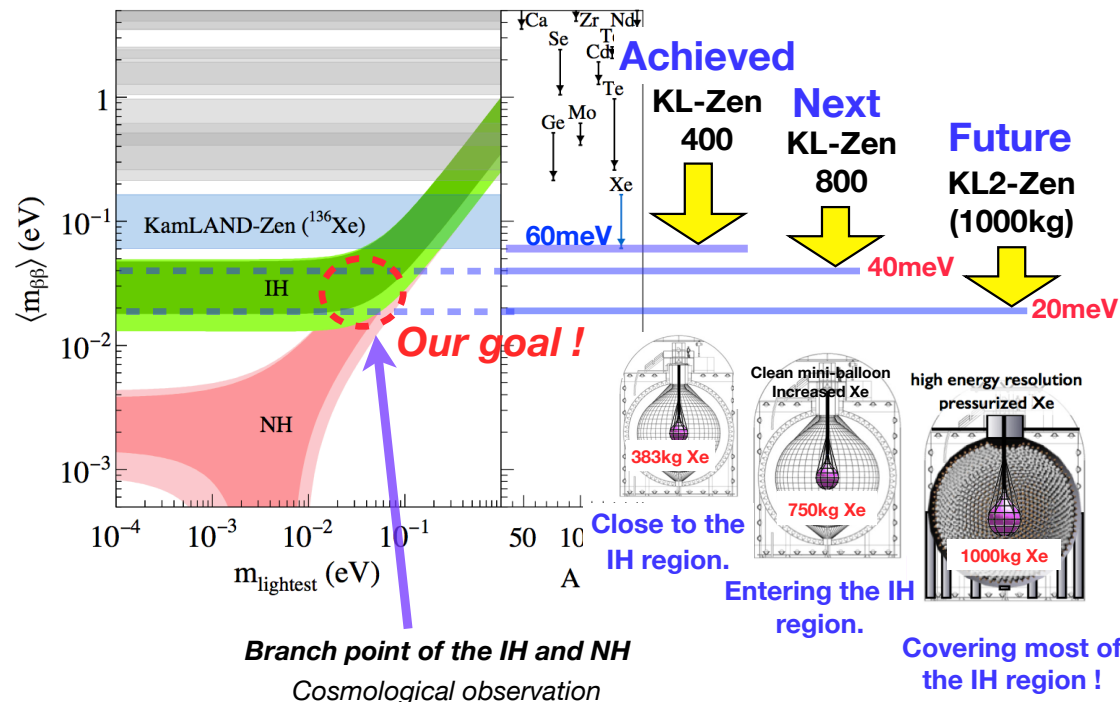 Ca
Zr
Nd
Se
Cd
Te
Ge
Mo
Xe
1
10⁻¹
10⁻²
10⁻³
⟨mββ⟩ (eV)
KamLAND-Zen (¹³⁶Xe)
IH
NH
10⁻⁴
10⁻³
10⁻²
10⁻¹
50
m_lightest (eV)
A
60meV
40meV
20meV
Our goal !
Achieved
KL-Zen
400
Next
KL-Zen
800
Future
KL2-Zen
(1000kg)
383kg Xe
Close to the
IH region.
Clean mini-balloon
Increased Xe
750kg Xe
Entering the IH
region.
high energy resolution
pressurized Xe
1000kg Xe
Covering most of
the IH region !
Branch point of the IH and NH
Cosmological observation